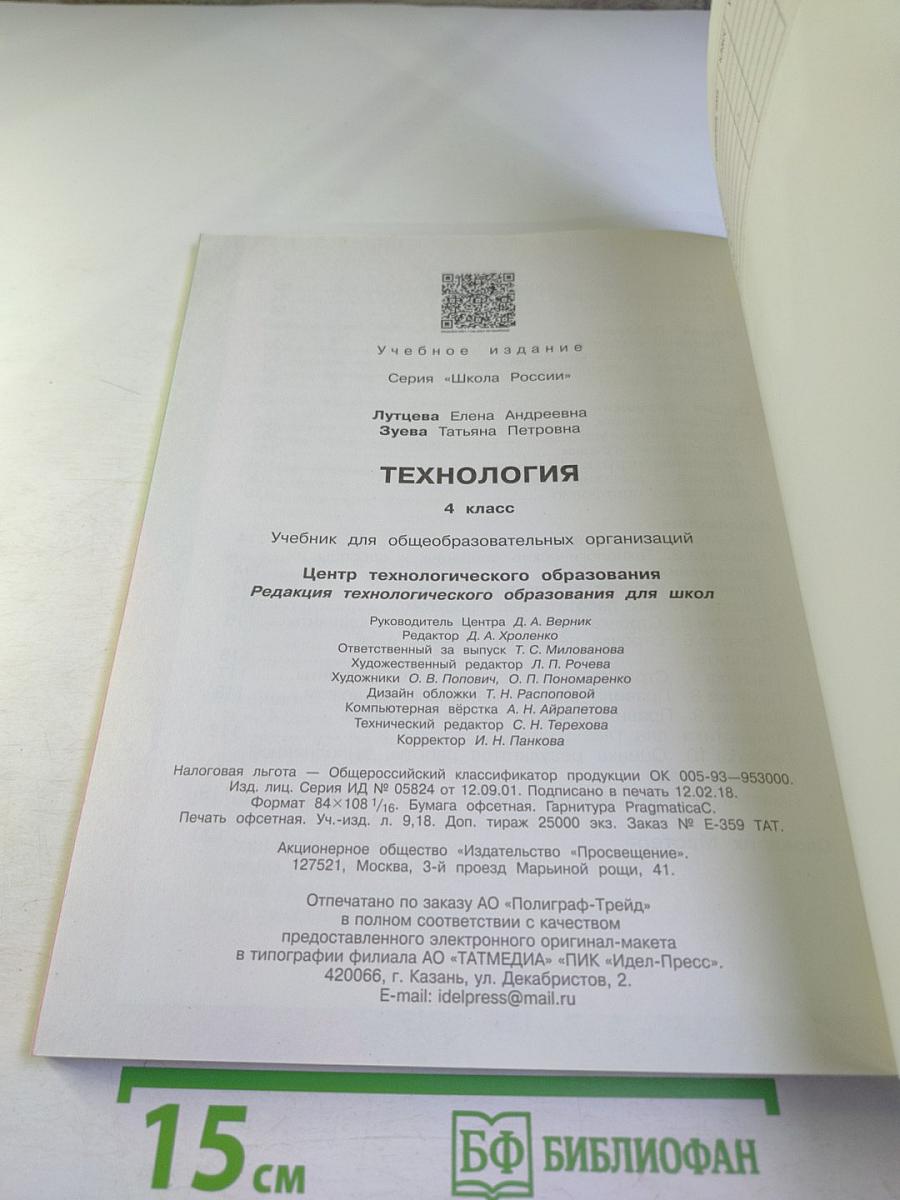 Учебное издание
Серия «Школа России»
Лутцева Елена Андреевна
Зуева Татьяна Петровна
ТЕХНОЛОГИЯ
4 класс
Учебник для общеобразовательных организаций
Центр технологического образования
Редакция технологического образования для школ
Руководитель Центра Д. А. Верник
Редактор Д. А. Хроленко
Ответственный за выпуск Т. С. Милованова
Художественный редактор Л. П. Рочева
Художники О. В. Попович, О. П. Пономаренко
Дизайн обложки Т. Н. Распоповой
Компьютерная вёрстка А. Н. Айрапетова
Технический редактор С. Н. Терехова
Корректор И. Н. Панкова
Налоговая льгота — Общероссийский классификатор продукции ОК 005-93—953000.
Изд. лиц. Серия ИД № 05824 от 12.09.01. Подписано в печать 12.02.18.
Формат 84×108 1/16. Бумага офсетная. Гарнитура PragmaticaC.
Печать офсетная. Уч.-изд. л. 9,18. Доп. тираж 25000 экз. Заказ № Е-359 ТАТ.
Акционерное общество «Издательство «Просвещение».
127521, Москва, 3-й проезд Марьиной рощи, 41.
Отпечатано по заказу АО «Полиграф-Трейд»
в полном соответствии с качеством
предоставленного электронного оригинал-макета
в типографии филиала АО «ТАТМЕДИА» «ПИК «Идел-Пресс».
420066, г. Казань, ул. Декабристов, 2.
E-mail: idelpress@mail.ru
15 см
БФ БИБЛИОФАН